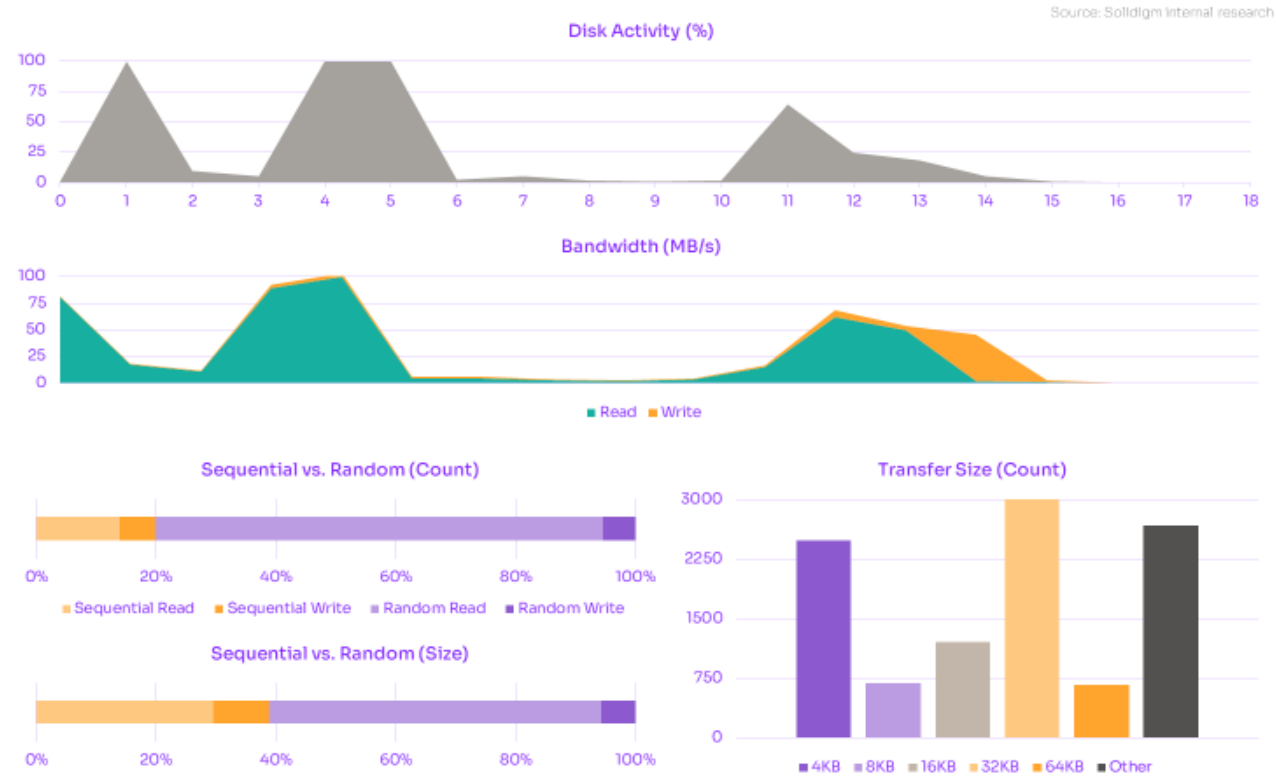 Source: Solidigm internal research
Disk Activity (%)
100
75
50
25
0
0 1 2 3 4 5 6 7 8 9 10 11 12 13 14 15 16 17 18
Bandwidth (MB/s)
100
75
50
25
0
Read Write
Sequential vs. Random (Count)
0% 20% 40% 60% 80% 100%
Sequential Read Sequential Write Random Read Random Write
Sequential vs. Random (Size)
0% 20% 40% 60% 80% 100%
Transfer Size (Count)
3000
2250
1500
750
0
4KB 8KB 16KB 32KB 64KB Other